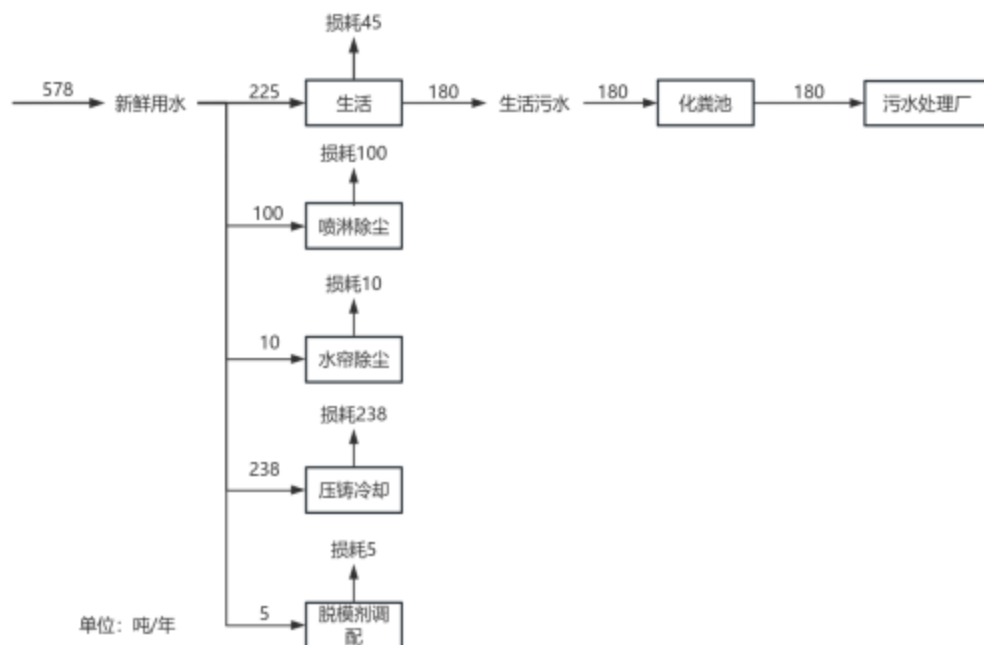 损耗45
578
新鲜用水
225
生活
180
生活污水
180
化粪池
180
污水处理厂
损耗100
100
喷淋除尘
损耗10
10
水帘除尘
损耗238
238
压铸冷却
损耗5
5
脱模剂调
配
单位：吨/年